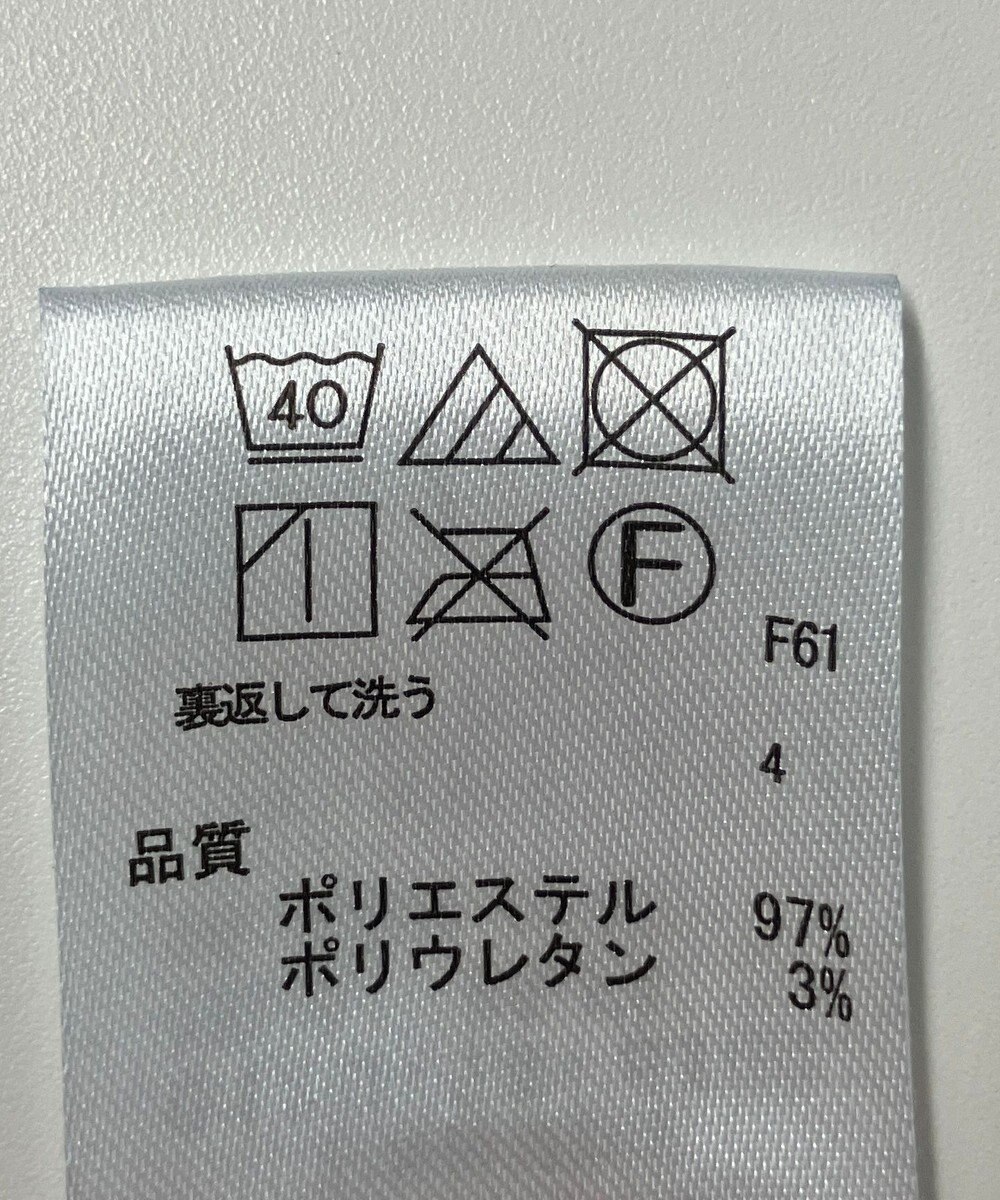 40
F
F61
裏返して洗う
4
品質
ポリエステル 97%
ポリウレタン 3%